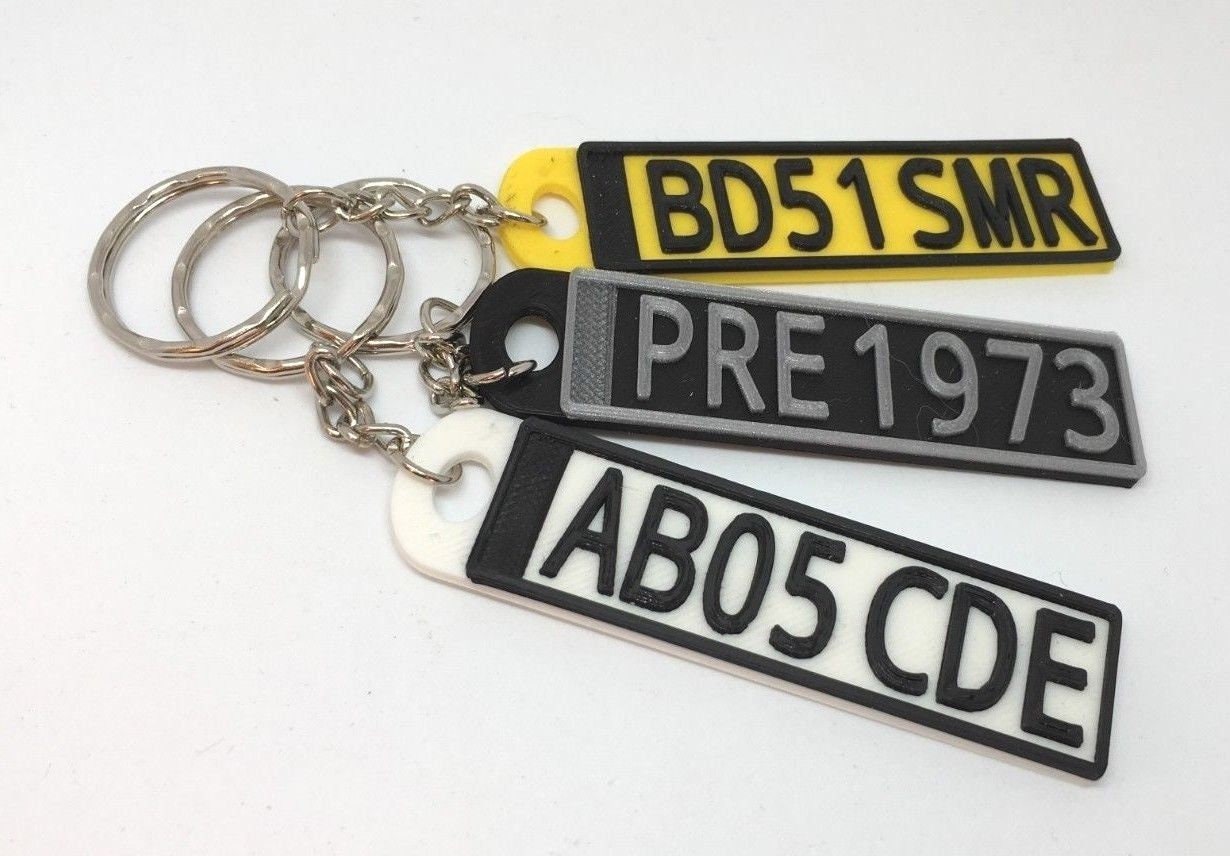 BD51 SMR
PRE 1973
AB05 CDE